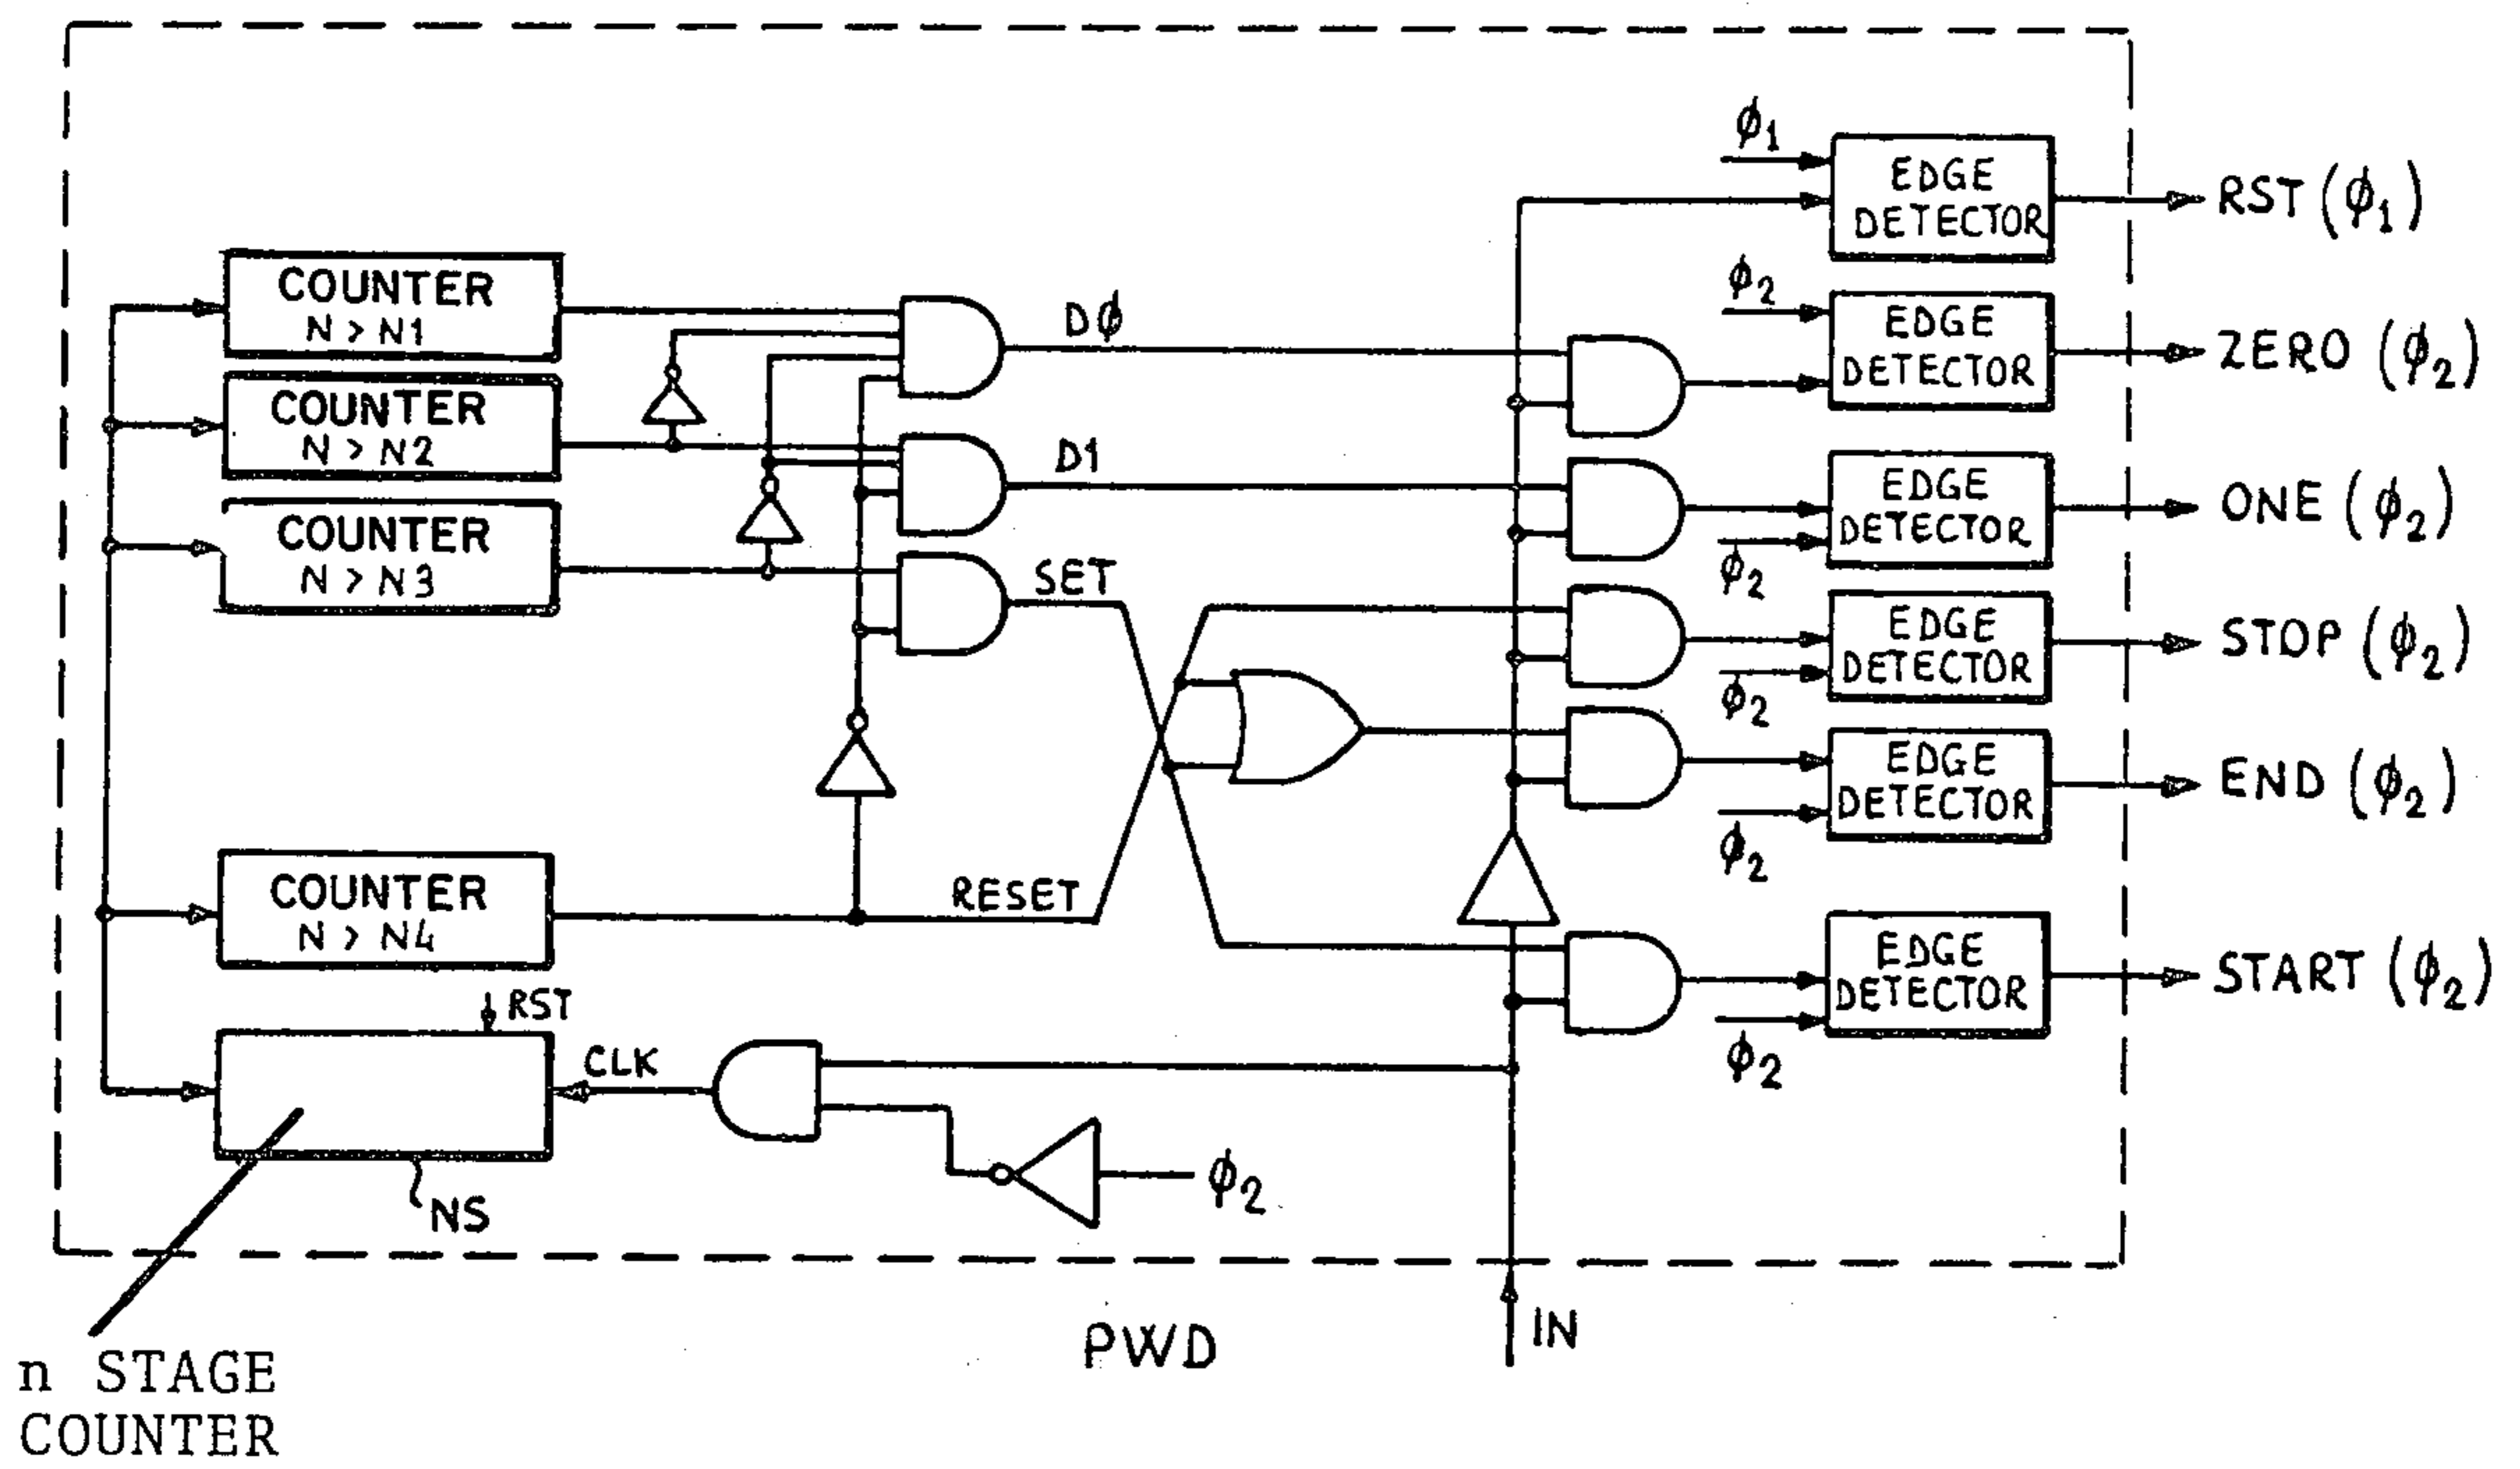 ϕ1
EDGE
DETECTOR
RST (ϕ1)
ϕ2
EDGE
DETECTOR
ZERO (ϕ2)
COUNTER
N > N1
Dϕ
COUNTER
N > N2
D1
EDGE
DETECTOR
ONE (ϕ2)
ϕ2
COUNTER
N > N3
SET
EDGE
DETECTOR
STOP (ϕ2)
ϕ2
EDGE
DETECTOR
END (ϕ2)
ϕ2
COUNTER
N > N4
RESET
EDGE
DETECTOR
START (ϕ2)
ϕ2
RST
CLK
ϕ2
NS
PWD
IN
n STAGE
COUNTER